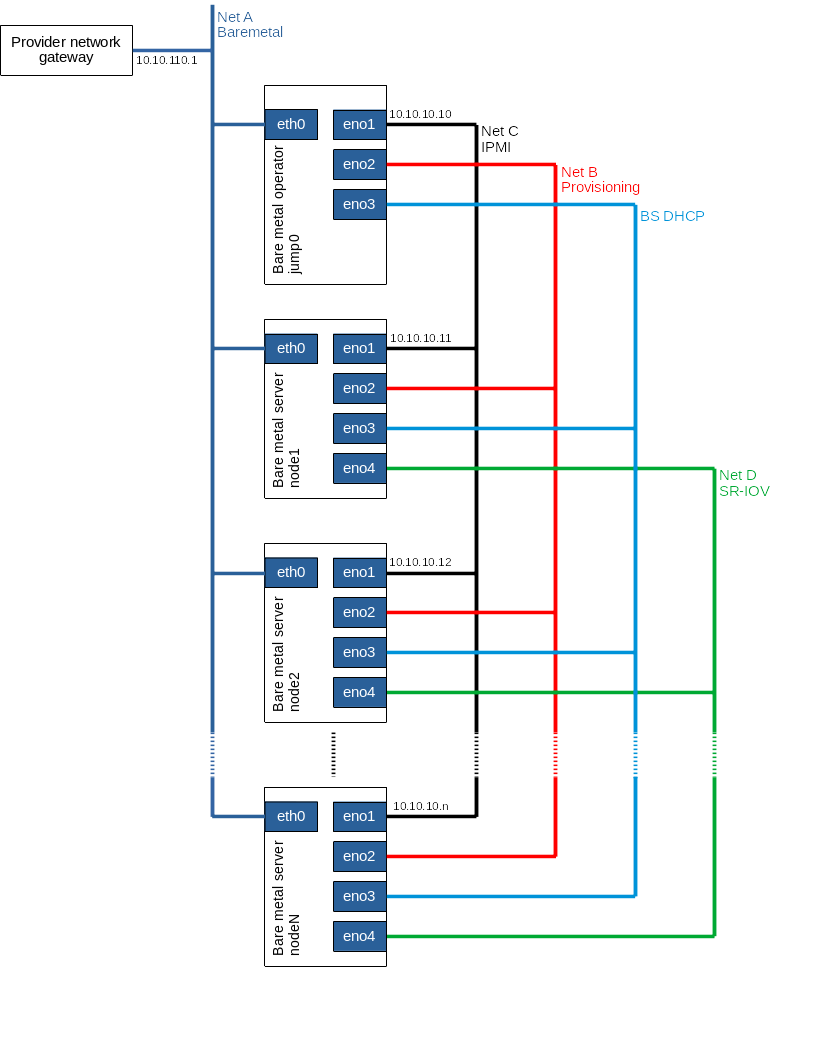 Net A
Baremetal
Provider network
gateway
10.10.110.1
10.10.10.10
eth0
eno1
Net C
IPMI
eno2
Net B
Provisioning
eno3
BS DHCP
Bare metal operator
jump0
10.10.10.11
eth0
eno1
eno2
eno3
eno4
Bare metal server
node1
Net D
SR-IOV
10.10.10.12
eth0
eno1
eno2
eno3
eno4
Bare metal server
node2
10.10.10.n
eth0
eno1
eno2
eno3
eno4
Bare metal server
nodeN